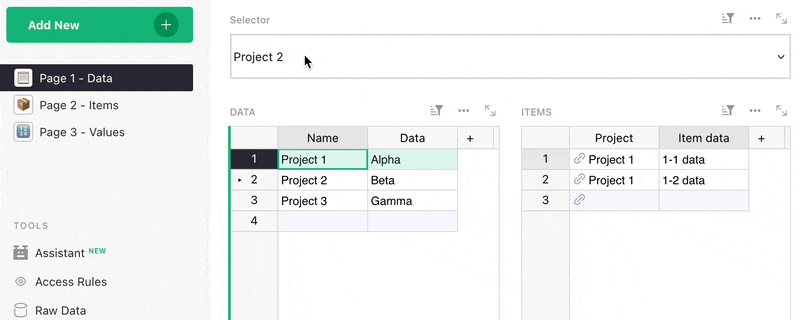 Add New
Page 1 - Data
Page 2 - Items
Page 3 - Values
TOOLS
Assistant NEW
Access Rules
Raw Data
Selector
Project 2
DATA
Name Data +
1 Project 1 Alpha
2 Project 2 Beta
3 Project 3 Gamma
4
ITEMS
Project Item data +
1 Project 1 1-1 data
2 Project 1 1-2 data
3